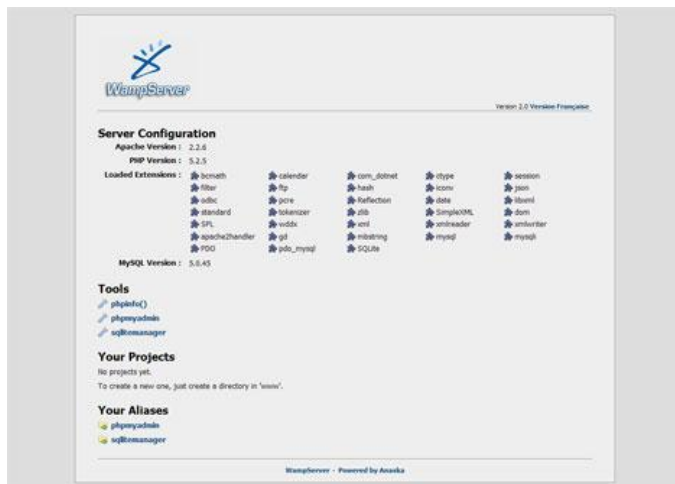 WampServer
Version 2.0 Version Française
Server Configuration
Apache Version : 2.2.6
PHP Version : 5.2.5
Loaded Extensions : bcmath calendar com_dotnet ctype session
filter ftp hash iconv json
odbc pcre Reflection date libxml
standard tokenizer zlib SimpleXML dom
SPL wddx xml xmlreader xmlwriter
apache2handler gd mbstring mysql mysqli
PDO pdo_mysql SQLite
MySQL Version : 5.0.45
Tools
phpinfo()
phpmyadmin
sqlitemanager
Your Projects
No projects yet.
To create a new one, just create a directory in 'www'.
Your Aliases
phpmyadmin
sqlitemanager
WampServer - Powered by Anaska